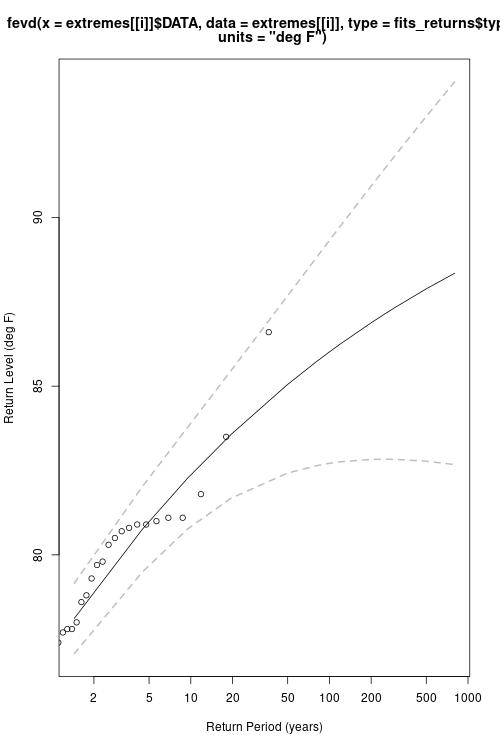 fevd(x = extremes[[i]]$DATA, data = extremes[[i]], type = fits_returns$typ
units = "deg F")
90
85
80
Return Level (deg F)
2 5 10 20 50 100 200 500 1000
Return Period (years)